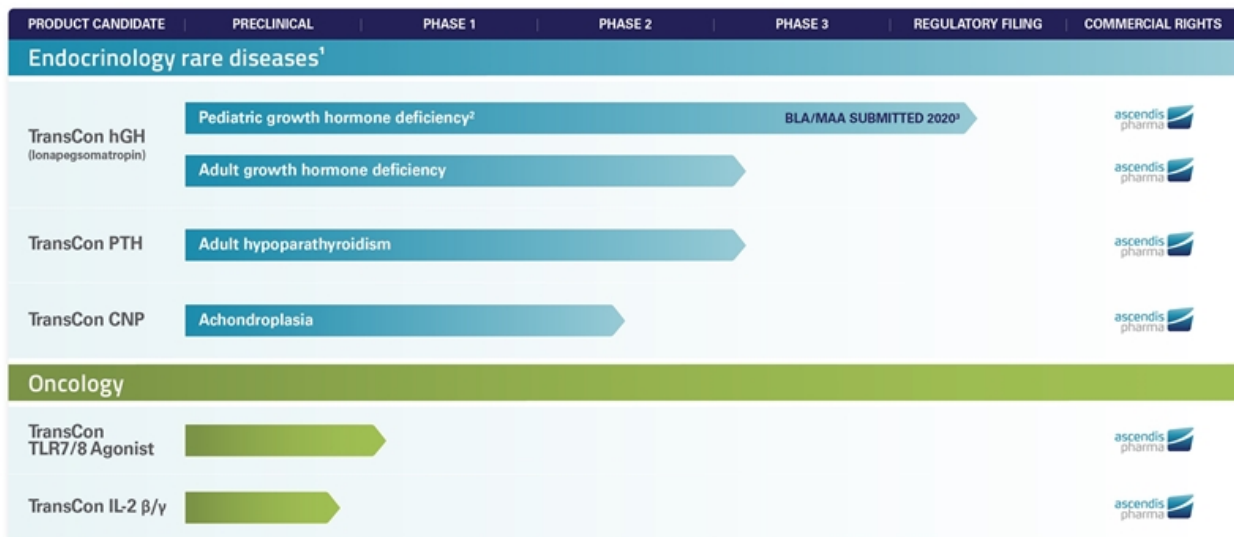 PRODUCT CANDIDATE PRECLINICAL PHASE 1 PHASE 2 PHASE 3 REGULATORY FILING COMMERCIAL RIGHTS
Endocrinology rare diseases¹
TransCon hGH
(lonapegsomatropin)
Pediatric growth hormone deficiency²
BLA/MAA SUBMITTED 2020³
ascendis
pharma
Adult growth hormone deficiency
ascendis
pharma
TransCon PTH
Adult hypoparathyroidism
ascendis
pharma
TransCon CNP
Achondroplasia
ascendis
pharma
Oncology
TransCon
TLR7/8 Agonist
ascendis
pharma
TransCon IL-2 β/γ
ascendis
pharma